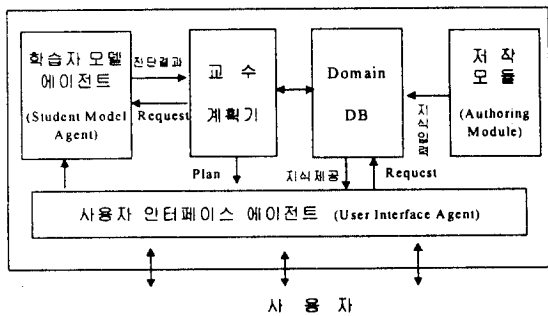 학습자 모델
에이전트
(Student Model
Agent)
진단결과
Request
교 수
계획기
Domain
DB
지식입력
저 작
모 듈
(Authoring
Module)
Plan
지식제공
Request
사용자 인터페이스 에이전트 (User Interface Agent)
사 용 자